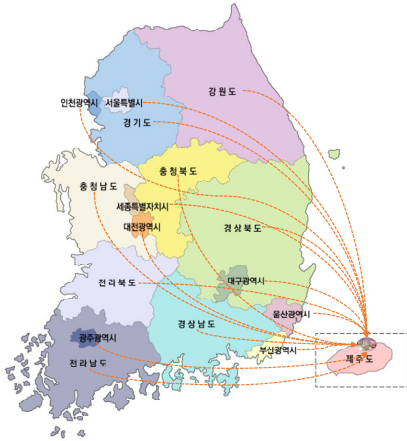 강원도
인천광역시
서울특별시
경기도
충청북도
충청남도
세종특별자치시
대전광역시
경상북도
전라북도
대구광역시
울산광역시
경상남도
광주광역시
부산광역시
제주도
전라남도